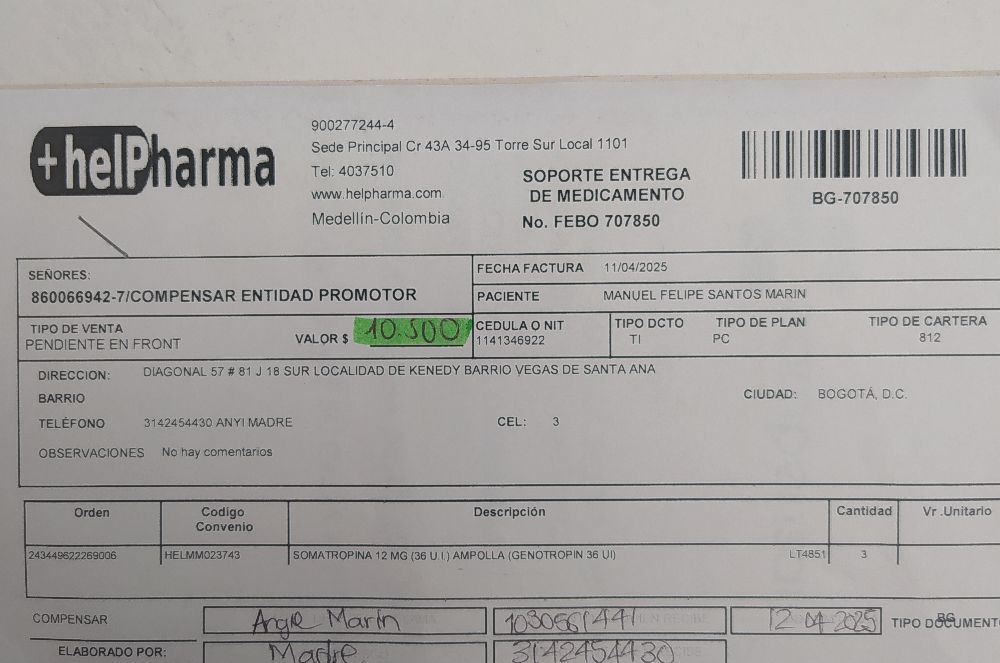 +helPharma
900277244-4
Sede Principal Cr 43A 34-95 Torre Sur Local 1101
Tel: 4037510
www.helpharma.com
Medellin-Colombia
SOPORTE ENTREGA
DE MEDICAMENTO
No. FEBO 707850
BG-707850
SEÑORES:
860066942-7/COMPENSAR ENTIDAD PROMOTOR
FECHA FACTURA 11/04/2025
PACIENTE MANUEL FELIPE SANTOS MARIN
TIPO DE VENTA
PENDIENTE EN FRONT
VALOR $ 10.500
CEDULA O NIT
1141346922
TIPO DCTO
TI
TIPO DE PLAN
PC
TIPO DE CARTERA
812
DIRECCION: DIAGONAL 57 # 81 J 18 SUR LOCALIDAD DE KENEDY BARRIO VEGAS DE SANTA ANA
BARRIO
CIUDAD: BOGOTÁ, D.C.
TELÉFONO 3142454430 ANYI MADRE
CEL: 3
OBSERVACIONES No hay comentarios
Orden Codigo Convenio Descripción Cantidad Vr .Unitario
243449622269006 HELMM023743 SOMATROPINA 12 MG (36 U.I.) AMPOLLA (GENOTROPIN 36 UI) LT4851 3
COMPENSAR Angie Marin 12 04 2025 BG TIPO DOCUMENT
ELABORADO POR: Madre 3142454430